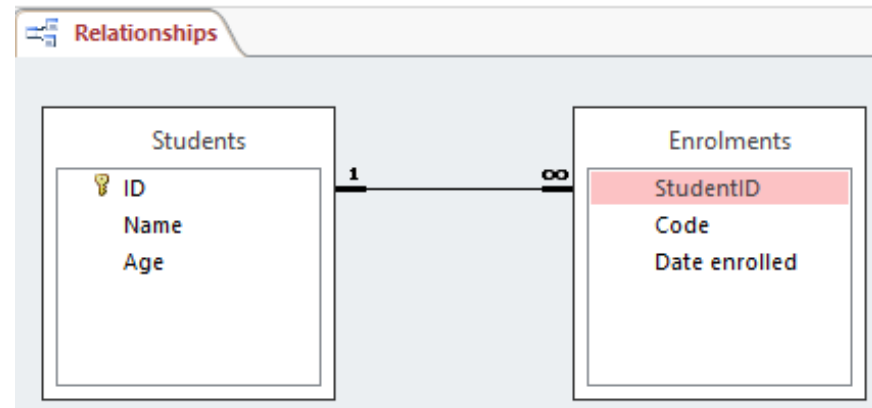 Relationships
Students
ID
Name
Age
1
∞
Enrolments
StudentID
Code
Date enrolled